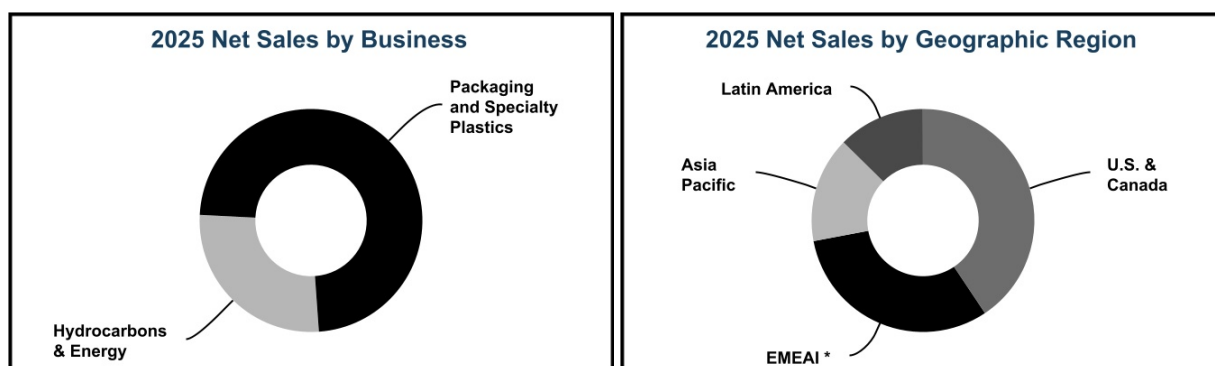 2025 Net Sales by Business
Packaging
and Specialty
Plastics
Hydrocarbons
& Energy
2025 Net Sales by Geographic Region
Latin America
Asia
Pacific
U.S. &
Canada
EMEAI *